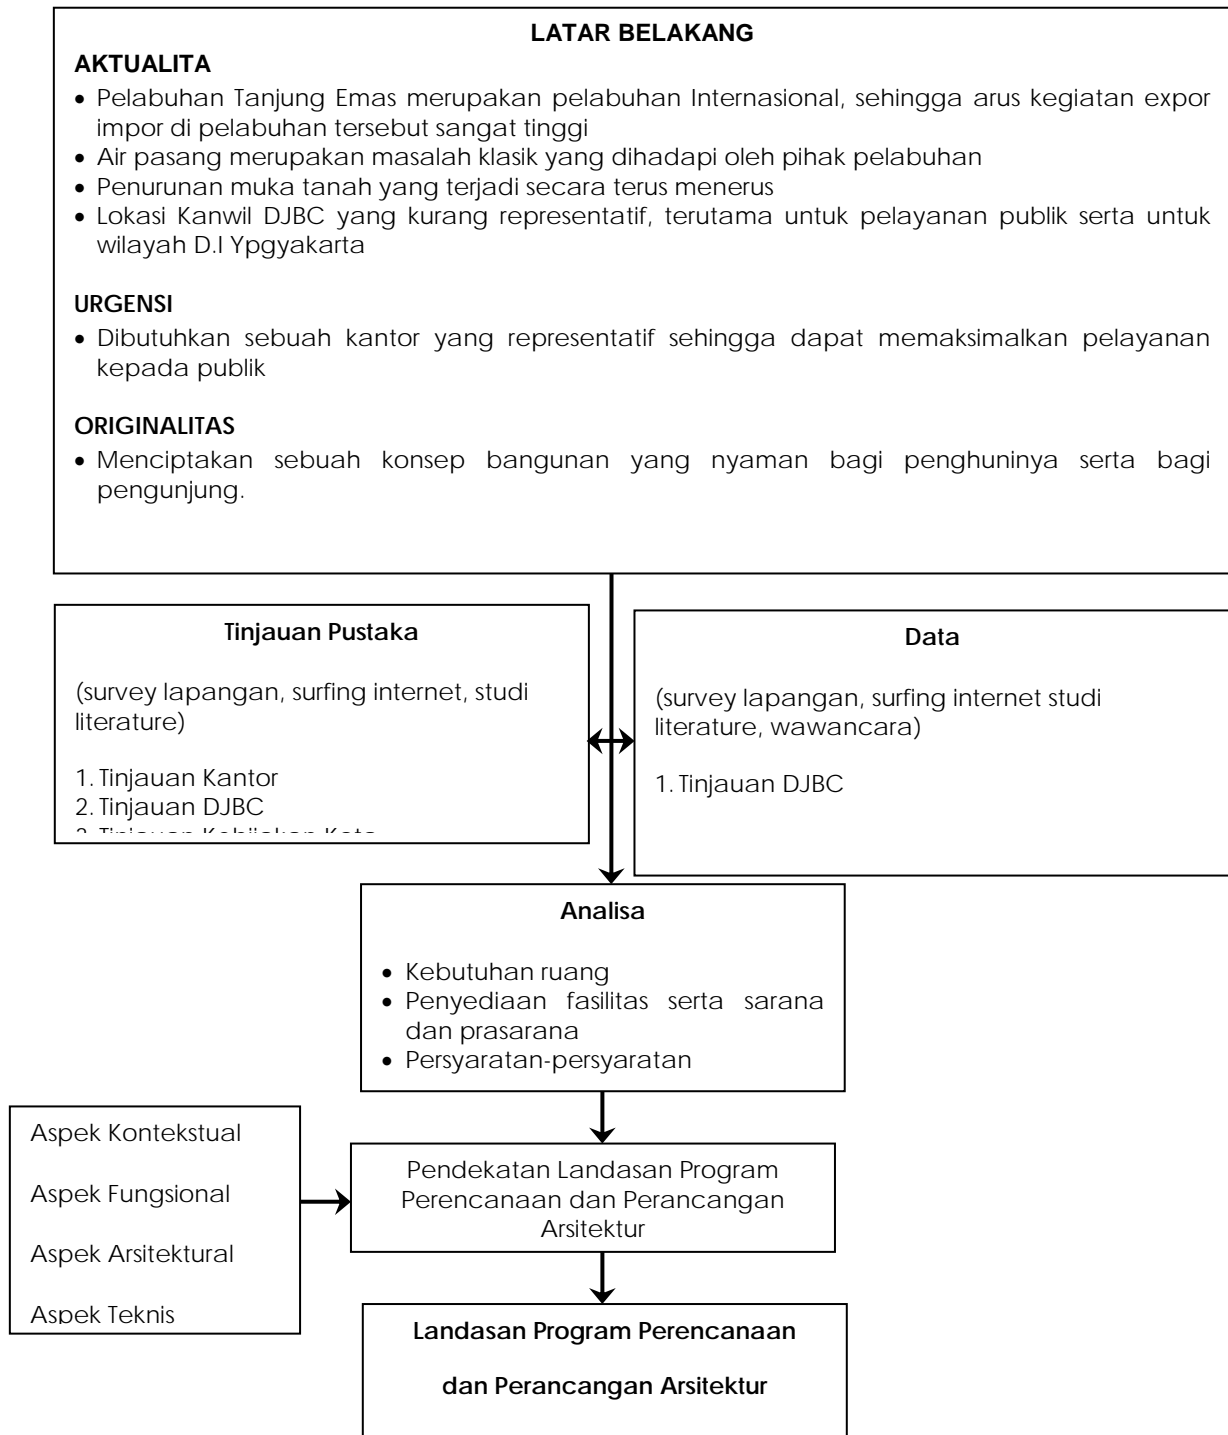 LATAR BELAKANG
AKTUALITA
• Pelabuhan Tanjung Emas merupakan pelabuhan Internasional, sehingga arus kegiatan expor
impor di pelabuhan tersebut sangat tinggi
• Air pasang merupakan masalah klasik yang dihadapi oleh pihak pelabuhan
• Penurunan muka tanah yang terjadi secara terus menerus
• Lokasi Kanwil DJBC yang kurang representatif, terutama untuk pelayanan publik serta untuk
wilayah D.I Ypgyakarta
URGENSI
• Dibutuhkan sebuah kantor yang representatif sehingga dapat memaksimalkan pelayanan
kepada publik
ORIGINALITAS
• Menciptakan sebuah konsep bangunan yang nyaman bagi penghuninya serta bagi
pengunjung.
Tinjauan Pustaka
(survey lapangan, surfing internet, studi
literature)
1. Tinjauan Kantor
2. Tinjauan DJBC
3. Tinjauan Kebijakan Kota
Data
(survey lapangan, surfing internet studi
literature, wawancara)
1. Tinjauan DJBC
Analisa
• Kebutuhan ruang
• Penyediaan fasilitas serta sarana
dan prasarana
• Persyaratan-persyaratan
Aspek Kontekstual
Aspek Fungsional
Aspek Arsitektural
Aspek Teknis
Pendekatan Landasan Program
Perencanaan dan Perancangan
Arsitektur
Landasan Program Perencanaan
dan Perancangan Arsitektur